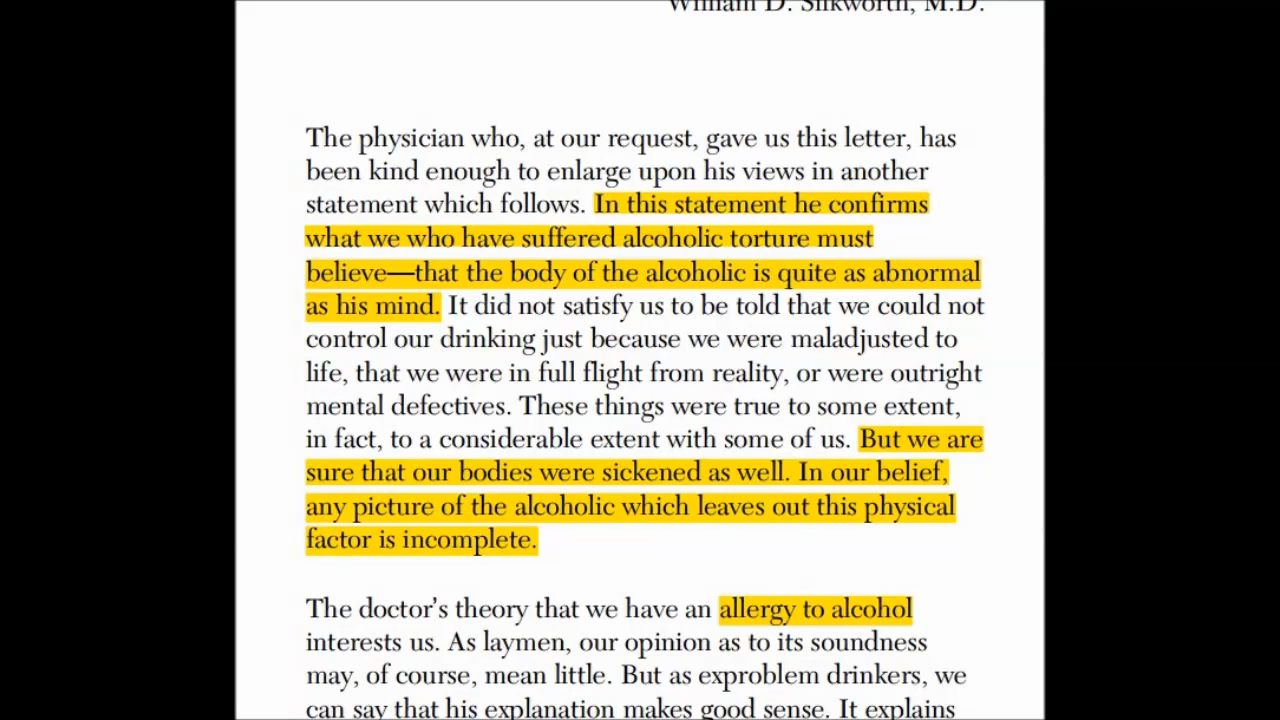 William D. Silkworth, M.D.
The physician who, at our request, gave us this letter, has
been kind enough to enlarge upon his views in another
statement which follows. In this statement he confirms
what we who have suffered alcoholic torture must
believe—that the body of the alcoholic is quite as abnormal
as his mind. It did not satisfy us to be told that we could not
control our drinking just because we were maladjusted to
life, that we were in full flight from reality, or were outright
mental defectives. These things were true to some extent,
in fact, to a considerable extent with some of us. But we are
sure that our bodies were sickened as well. In our belief,
any picture of the alcoholic which leaves out this physical
factor is incomplete.
The doctor’s theory that we have an allergy to alcohol
interests us. As laymen, our opinion as to its soundness
may, of course, mean little. But as exproblem drinkers, we
can say that his explanation makes good sense. It explains